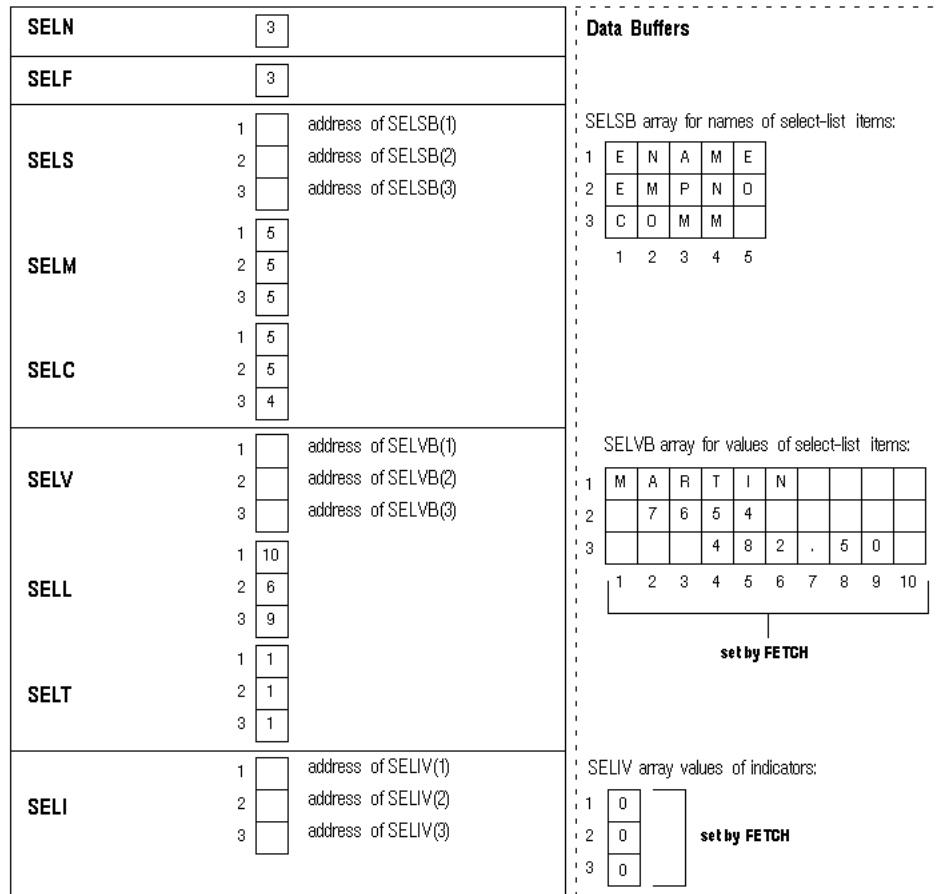 SELN 3
Data Buffers
SELF 3
1 address of SELSB(1)
SELS 2 address of SELSB(2)
3 address of SELSB(3)
SELSB array for names of select-list items:
1 E N A M E
2 E M P N O
3 C O M M
1 2 3 4 5
1 5
SELM 2 5
3 5
1 5
SELC 2 5
3 4
1 address of SELVB(1)
SELV 2 address of SELVB(2)
3 address of SELVB(3)
SELVB array for values of select-list items:
1 M A R T I N
2 7 6 5 4
3 4 8 2 . 5 0
1 2 3 4 5 6 7 8 9 10
set by FETCH
1 10
SELL 2 6
3 9
1 1
SELT 2 1
3 1
1 address of SELIV(1)
SELI 2 address of SELIV(2)
3 address of SELIV(3)
SELIV array values of indicators:
1 0
2 0 set by FETCH
3 0